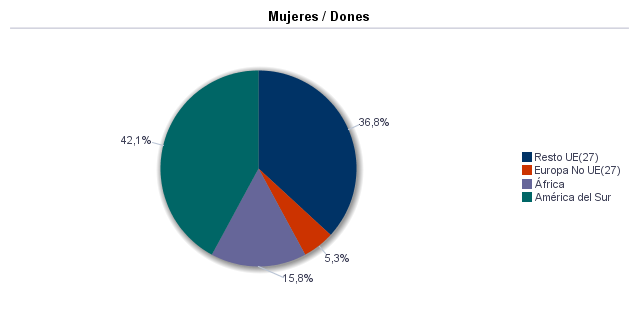 Mujeres / Dones
36,8%
42,1%
5,3%
15,8%
Resto UE(27)
Europa No UE(27)
África
América del Sur